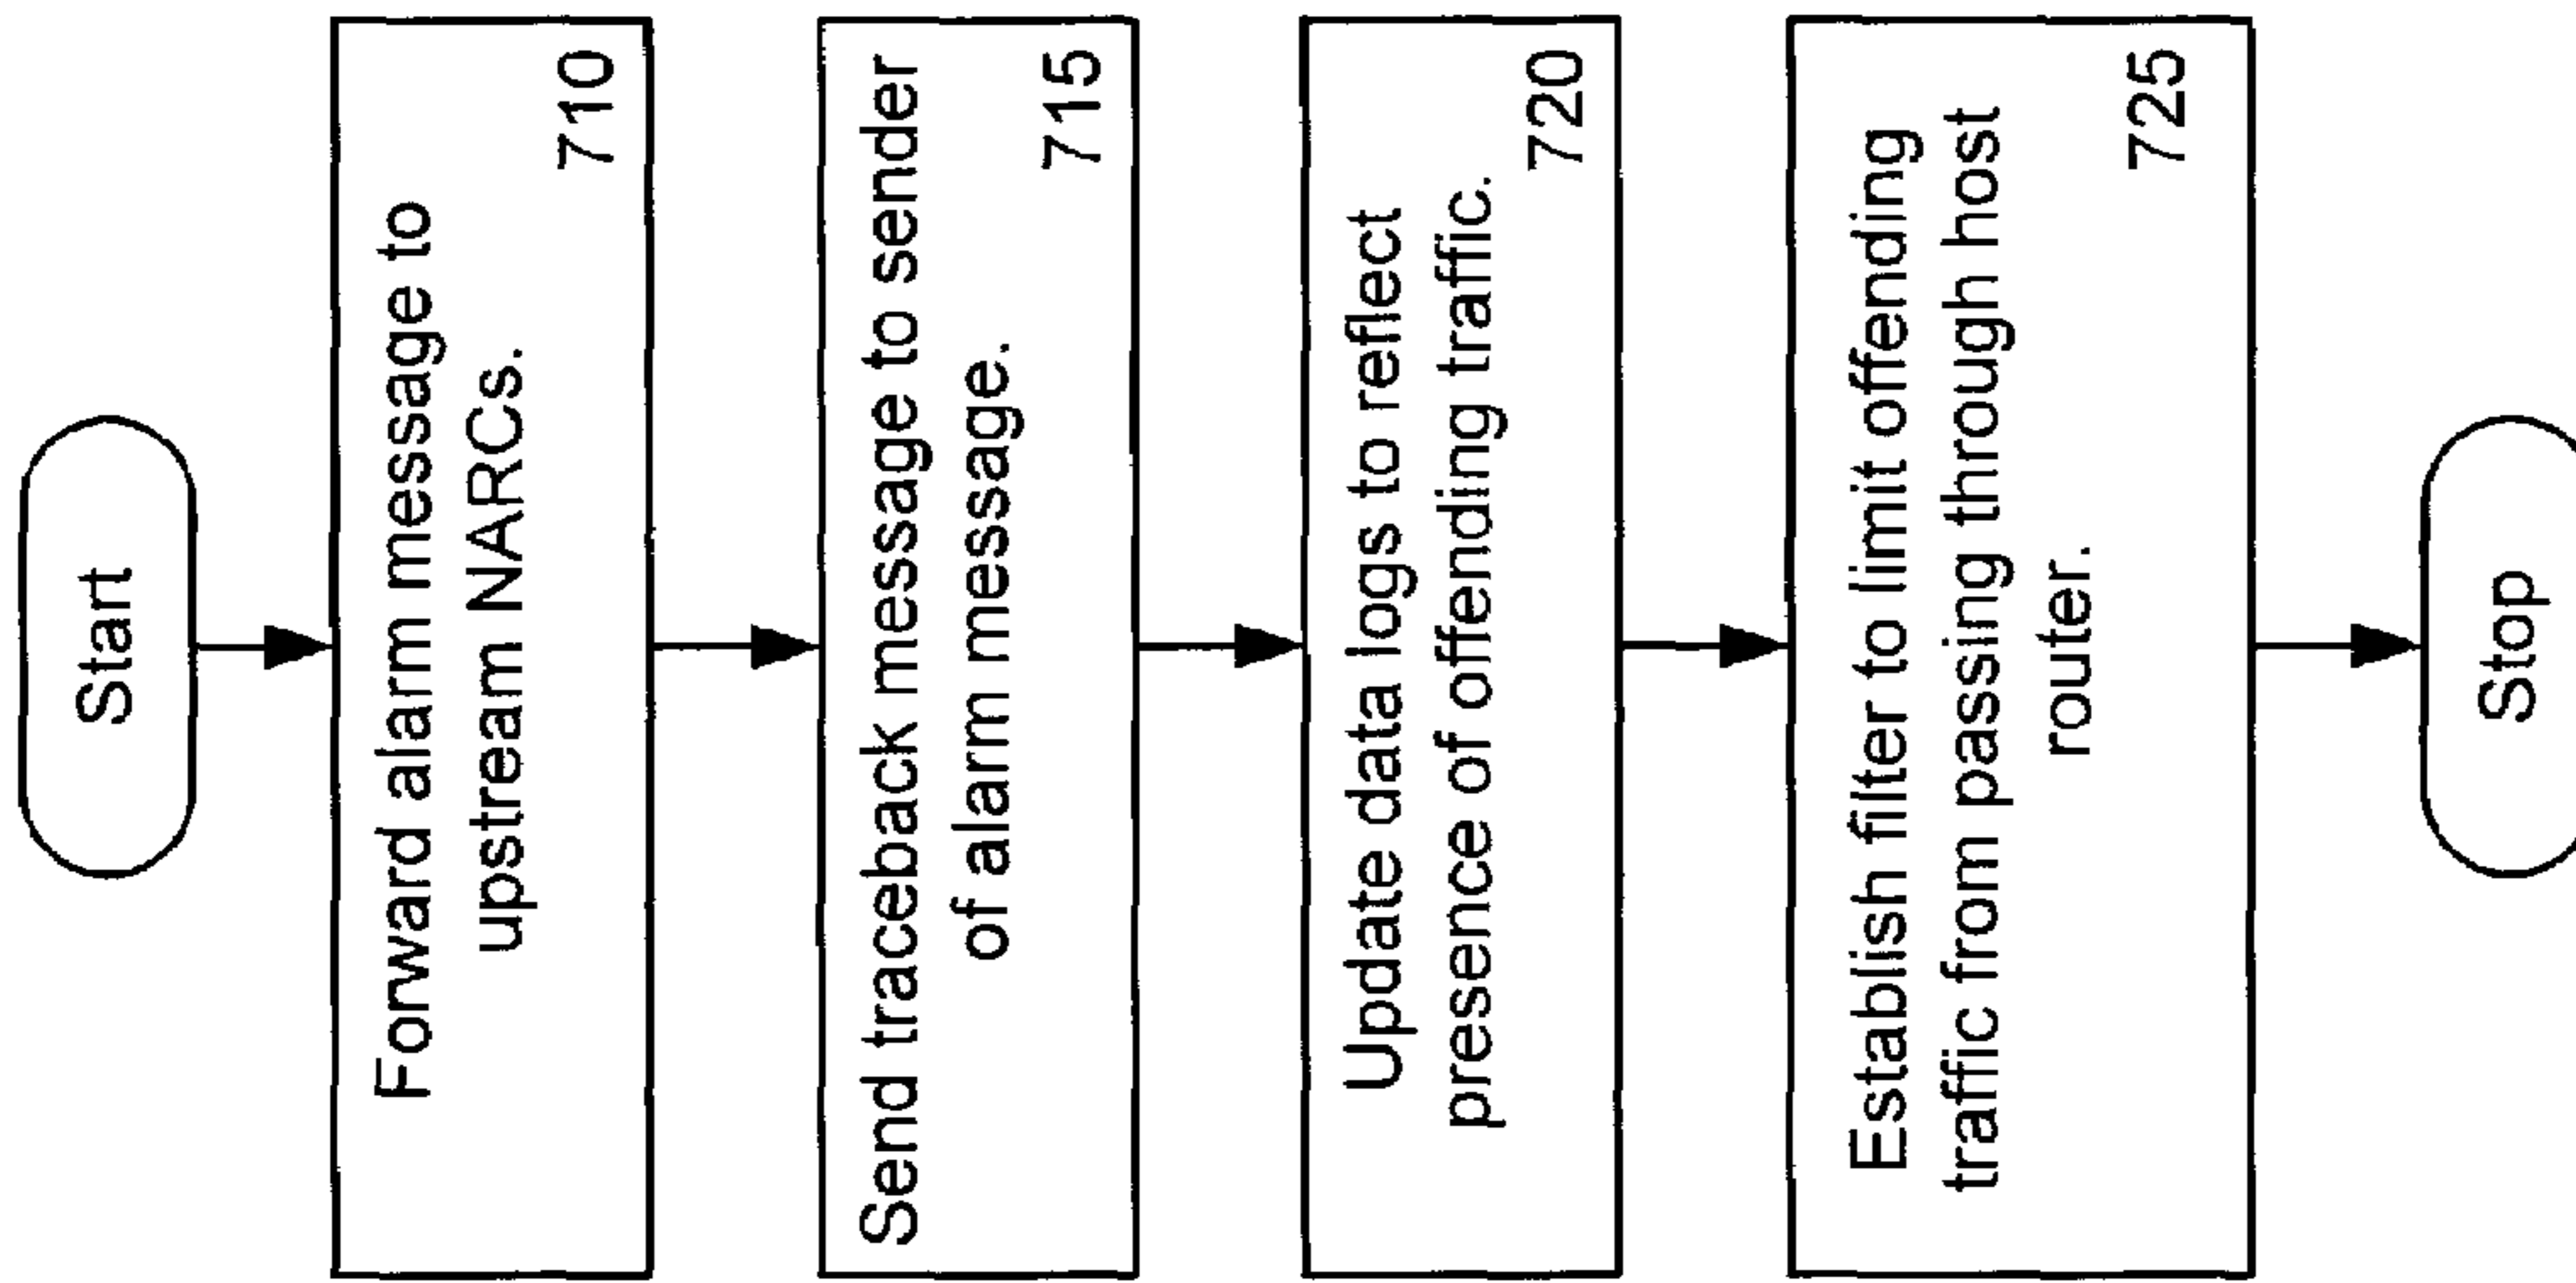 Start
Forward alarm message to
upstream NARCs.
710
Send traceback message to sender
of alarm message.
715
Update data logs to reflect
presence of offending traffic.
720
Establish filter to limit offending
traffic from passing through host
router.
725
Stop